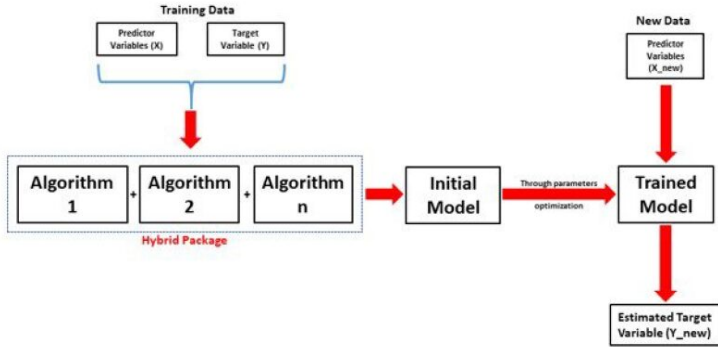 Training Data
Predictor
Variables (X)
Target
Variable (Y)
New Data
Predictor
Variables
(X_new)
Algorithm
1
+
Algorithm
2
+
Algorithm
n
Hybrid Package
Initial
Model
Through parameters
optimization
Trained
Model
Estimated Target
Variable (Y_new)